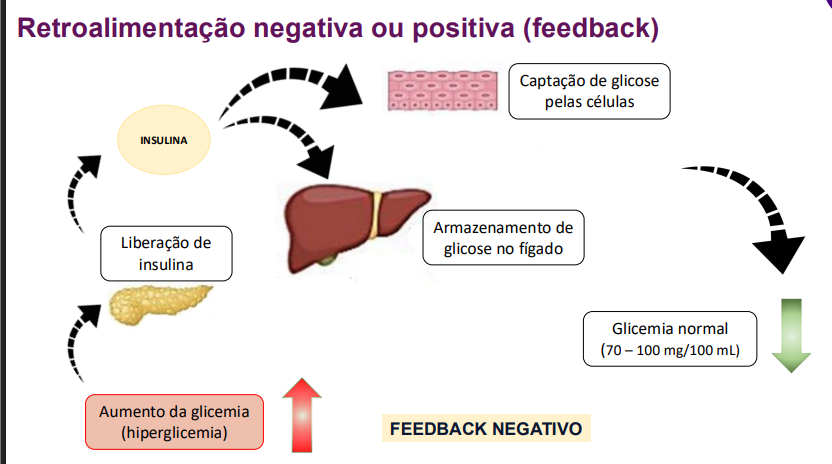 Retroalimentação negativa ou positiva (feedback)
Captação de glicose
pelas células
INSULINA
Armazenamento de
glicose no fígado
Liberação de
insulina
Glicemia normal
(70 – 100 mg/100 mL)
Aumento da glicemia
(hiperglicemia)
FEEDBACK NEGATIVO